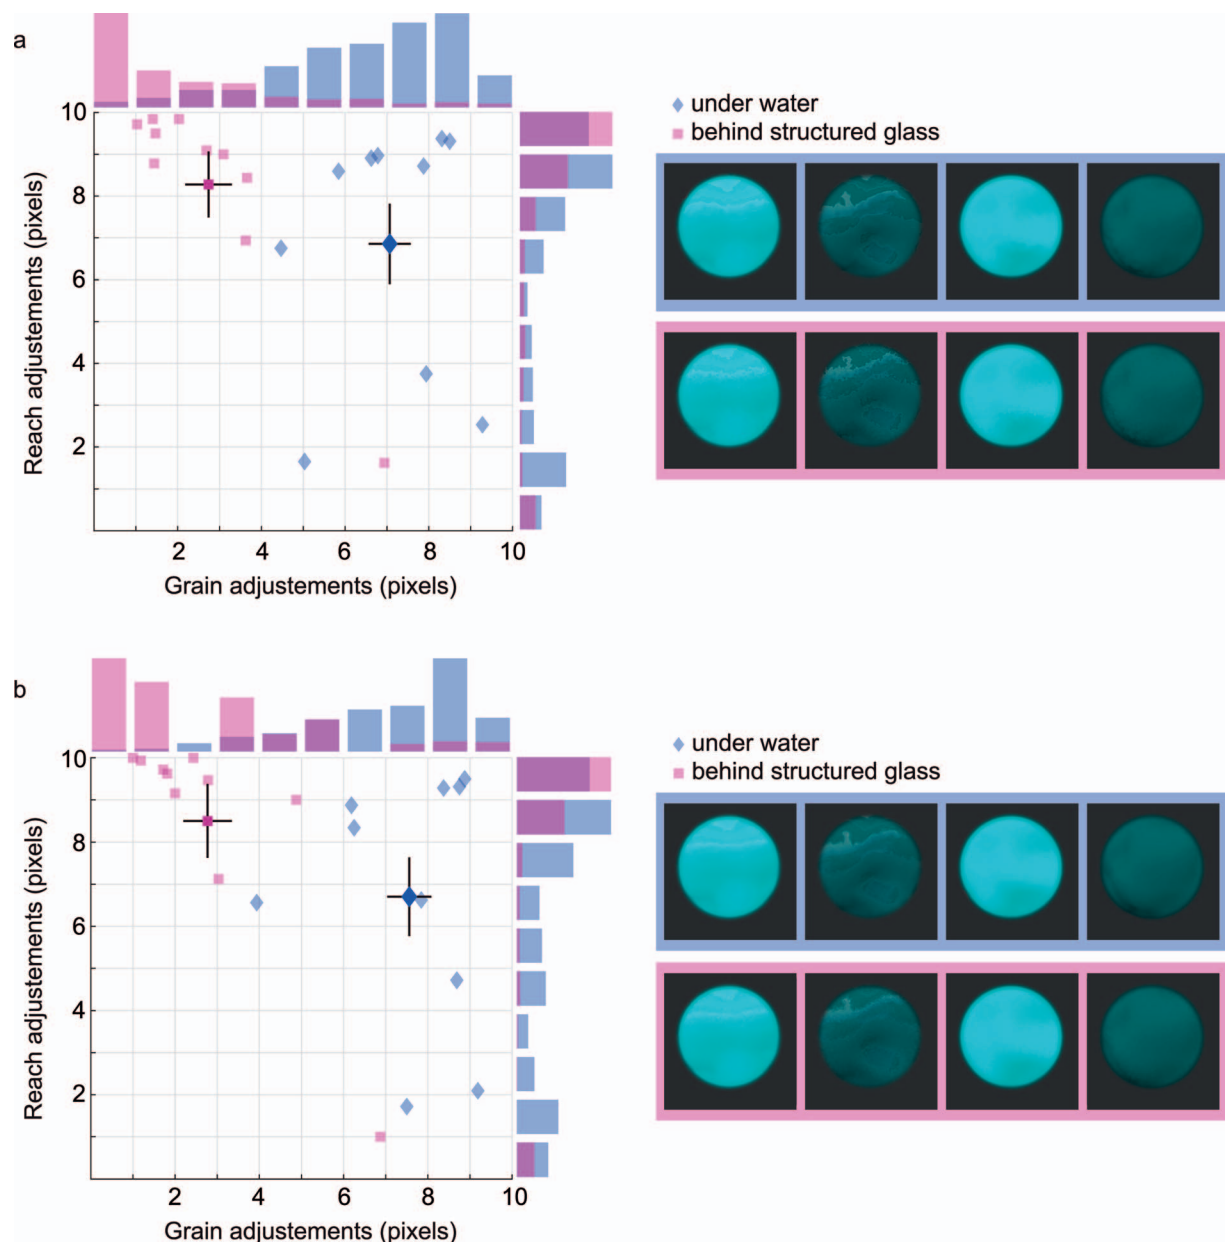 a
under water
behind structured glass
10
8
6
4
2
Reach adjustements (pixels)
2 4 6 8 10
Grain adjustements (pixels)
b
under water
behind structured glass
10
8
6
4
2
Reach adjustements (pixels)
2 4 6 8 10
Grain adjustements (pixels)